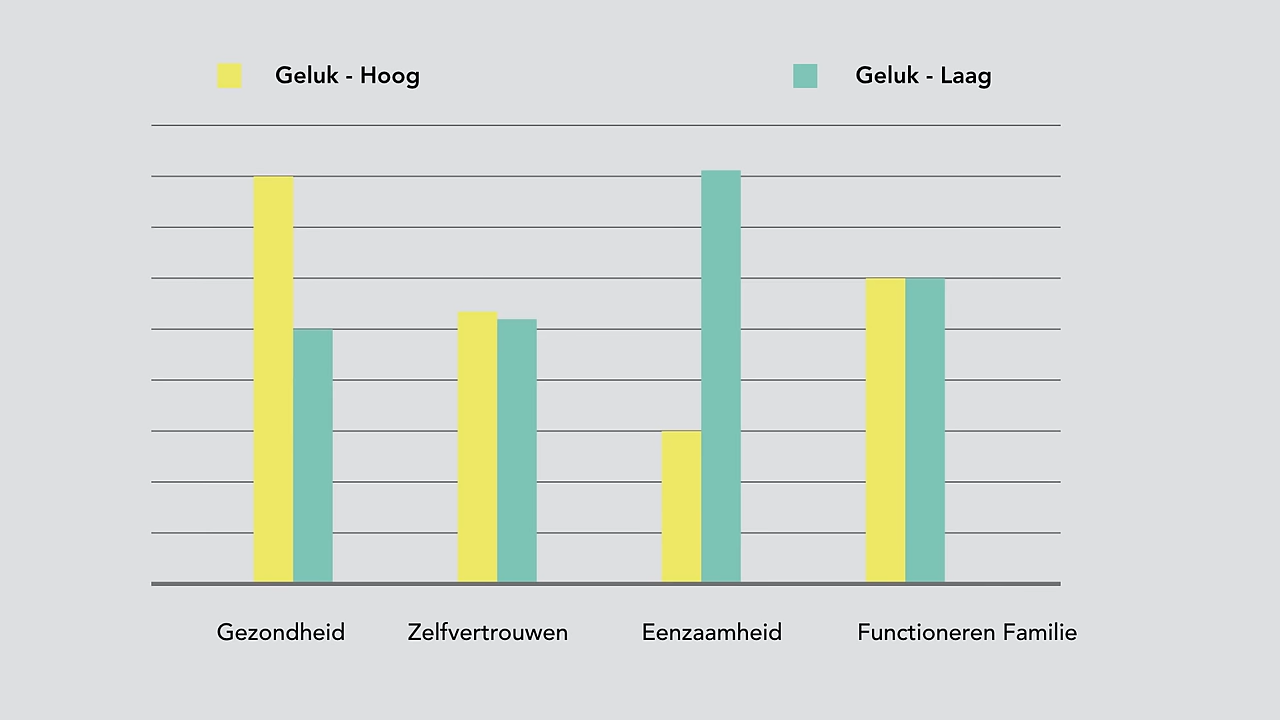 Geluk - Hoog
Geluk - Laag
Gezondheid
Zelfvertrouwen
Eenzaamheid
Functioneren Familie